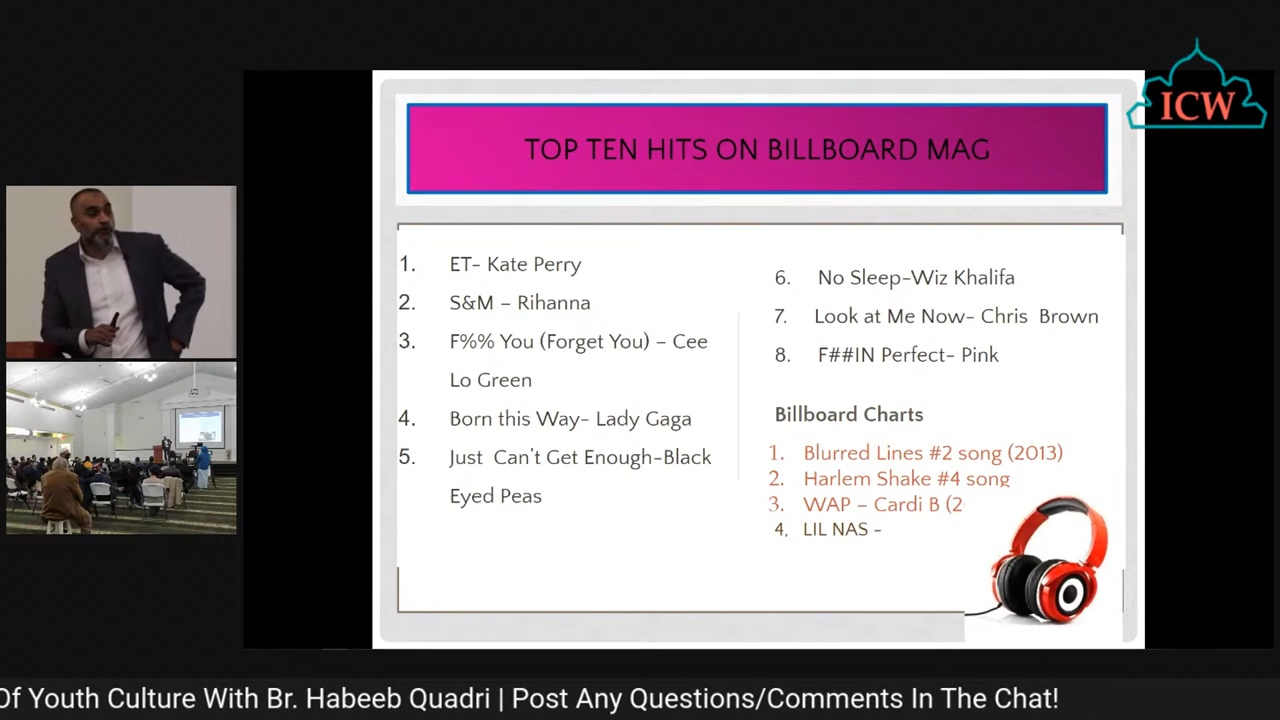 ICW
TOP TEN HITS ON BILLBOARD MAG
1. ET- Kate Perry
2. S&M – Rihanna
3. F%% You (Forget You) – Cee
Lo Green
4. Born this Way- Lady Gaga
5. Just Can't Get Enough-Black
Eyed Peas
6. No Sleep-Wiz Khalifa
7. Look at Me Now- Chris Brown
8. F##IN Perfect- Pink
Billboard Charts
1. Blurred Lines #2 song (2013)
2. Harlem Shake #4 song
3. WAP – Cardi B (2
4, LIL NAS -
Of Youth Culture With Br. Habeeb Quadri | Post Any Questions/Comments In The Chat!